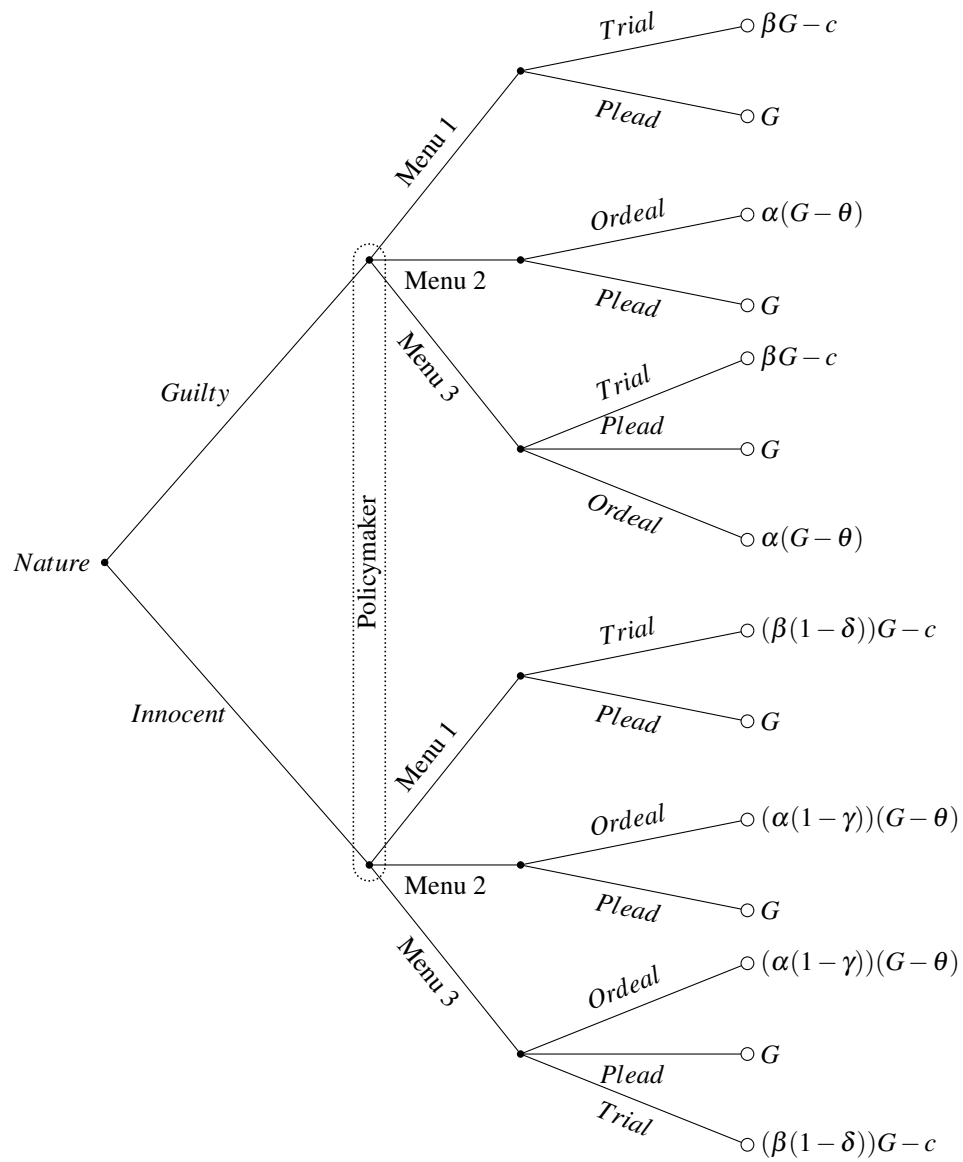 Trial
βG − c
Plead
G
Menu 1
Ordeal
α(G − θ)
Menu 2
Plead
G
Menu 3
Trial
βG − c
Plead
G
Ordeal
α(G − θ)
Guilty
Policymaker
Nature
Innocent
Trial
(β(1 − δ))G − c
Plead
G
Menu 1
Ordeal
(α(1 − γ))(G − θ)
Menu 2
Plead
G
Menu 3
Ordeal
(α(1 − γ))(G − θ)
Plead
G
Trial
(β(1 − δ))G − c